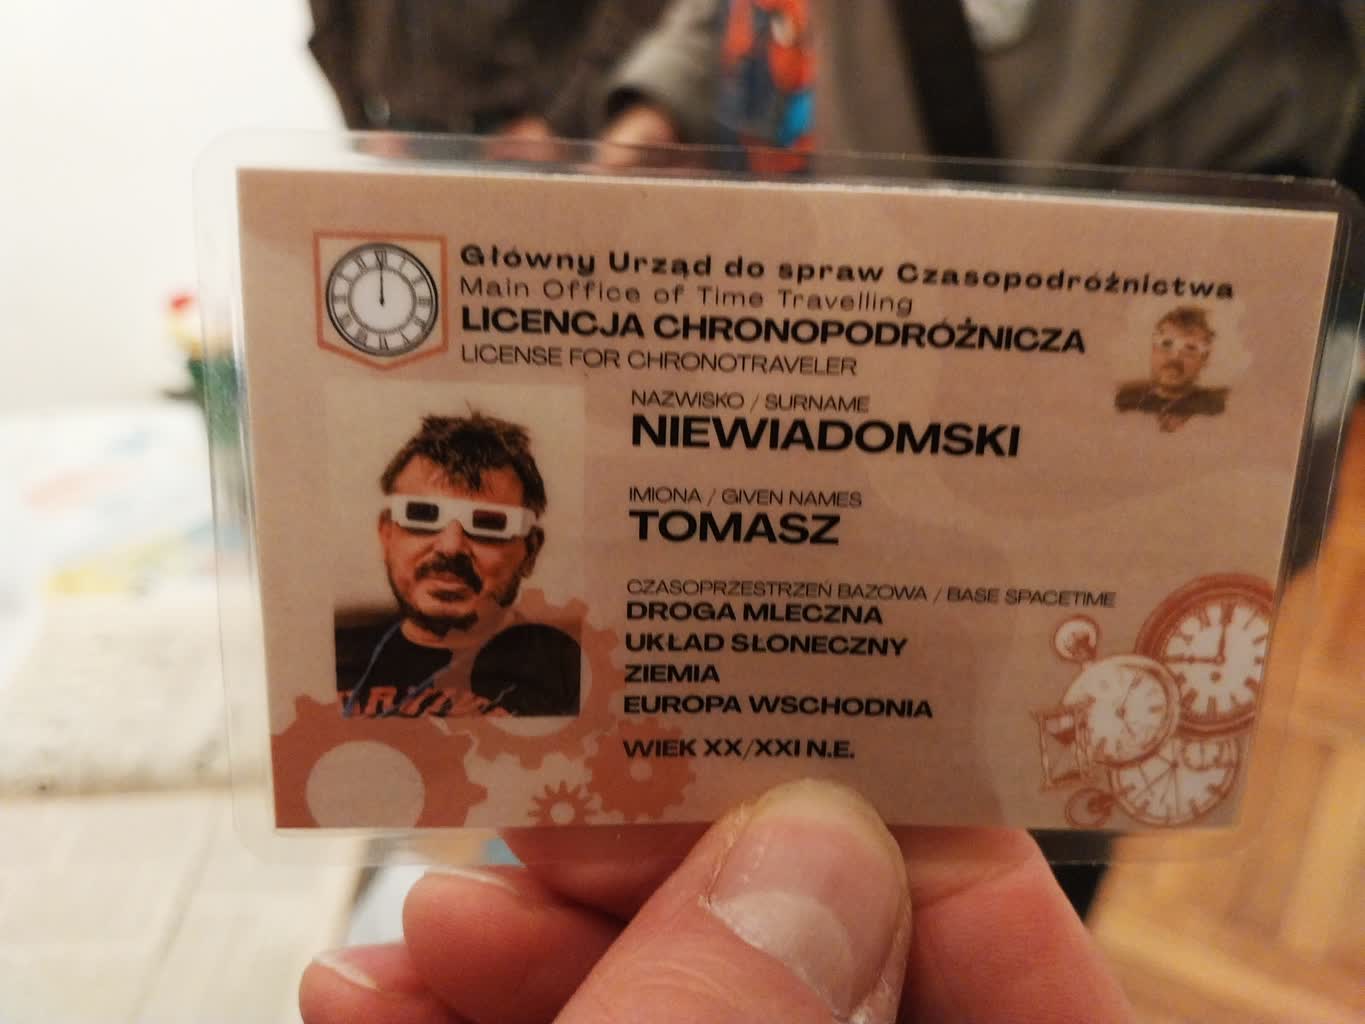 Główny Urząd do spraw Czasopodróżnictwa
Main Office of Time Travelling
LICENCJA CHRONOPODRÓŻNICZA
LICENSE FOR CHRONOTRAVELER
NAZWISKO / SURNAME
NIEWIADOMSKI
IMIONA / GIVEN NAMES
TOMASZ
CZASOPRZESTRZEŃ BAZOWA / BASE SPACETIME
DROGA MLECZNA
UKŁAD SŁONECZNY
ZIEMIA
EUROPA WSCHODNIA
WIEK XX/XXI N.E.